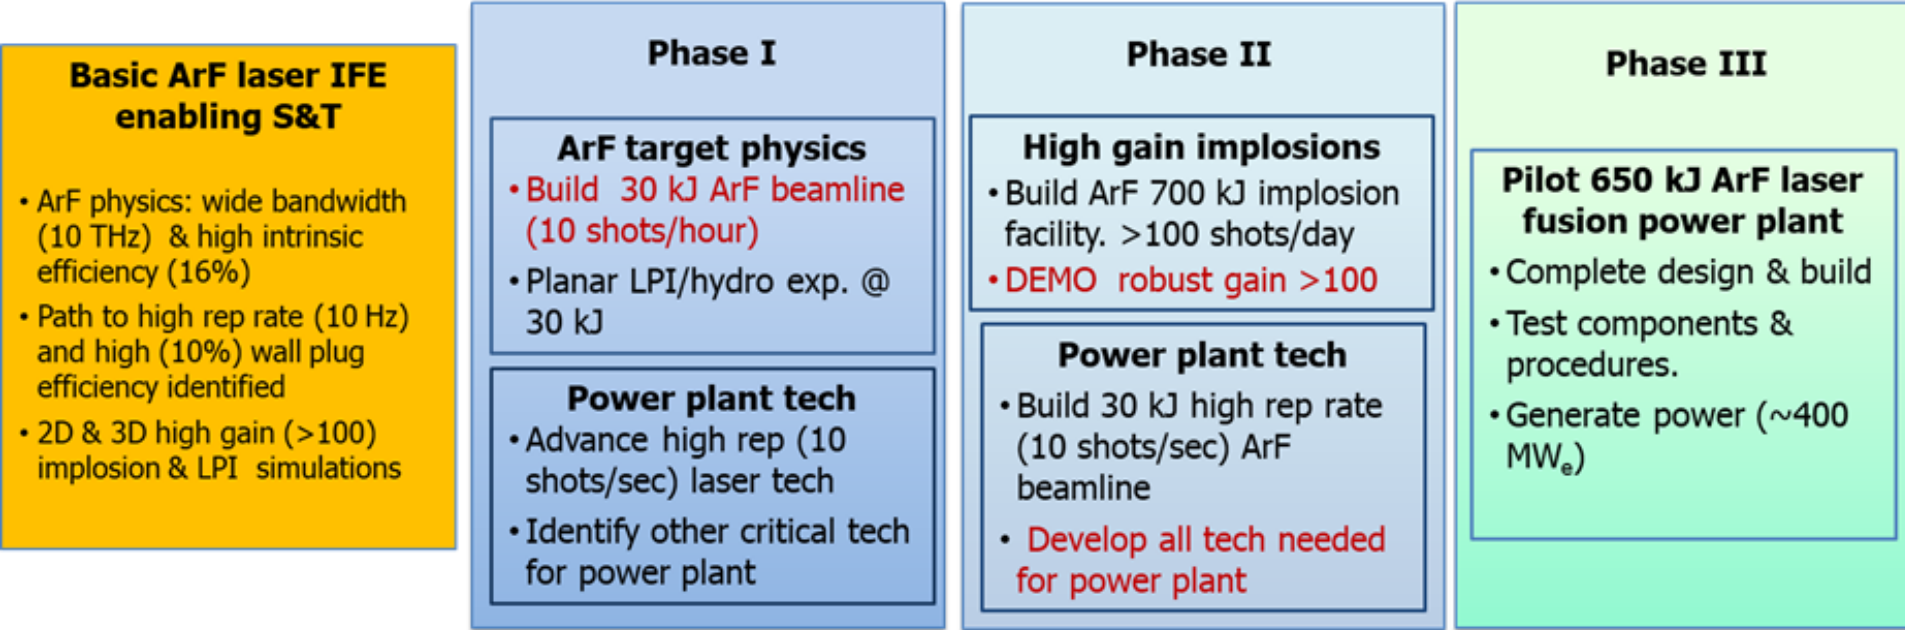 Basic ArF laser IFE
enabling S&T
• ArF physics: wide bandwidth
(10 THz) & high intrinsic
efficiency (16%)
• Path to high rep rate (10 Hz)
and high (10%) wall plug
efficiency identified
• 2D & 3D high gain (>100)
implosion & LPI simulations
Phase I
ArF target physics
• Build 30 kJ ArF beamline
(10 shots/hour)
• Planar LPI/hydro exp. @
30 kJ
Power plant tech
• Advance high rep (10
shots/sec) laser tech
• Identify other critical tech
for power plant
Phase II
High gain implosions
• Build ArF 700 kJ implosion
facility. >100 shots/day
• DEMO robust gain >100
Power plant tech
• Build 30 kJ high rep rate
(10 shots/sec) ArF
beamline
• Develop all tech needed
for power plant
Phase III
Pilot 650 kJ ArF laser
fusion power plant
• Complete design & build
• Test components &
procedures.
• Generate power (~400
MWe)